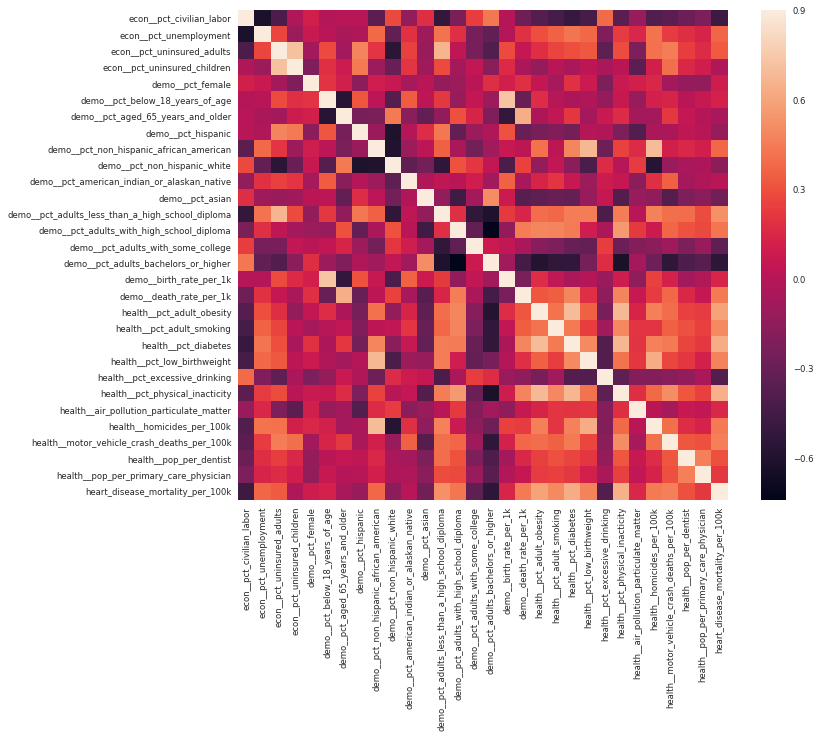 econ__pct_civilian_labor
econ__pct_unemployment
econ__pct_uninsured_adults
econ__pct_uninsured_children
demo__pct_female
demo__pct_below_18_years_of_age
demo__pct_aged_65_years_and_older
demo__pct_hispanic
demo__pct_non_hispanic_african_american
demo__pct_non_hispanic_white
demo__pct_american_indian_or_alaskan_native
demo__pct_asian
demo__pct_adults_less_than_a_high_school_diploma
demo__pct_adults_with_high_school_diploma
demo__pct_adults_with_some_college
demo__pct_adults_bachelors_or_higher
demo__birth_rate_per_1k
demo__death_rate_per_1k
health__pct_adult_obesity
health__pct_adult_smoking
health__pct_diabetes
health__pct_low_birthweight
health__pct_excessive_drinking
health__pct_physical_inacticity
health__air_pollution_particulate_matter
health__homicides_per_100k
health__motor_vehicle_crash_deaths_per_100k
health__pop_per_dentist
health__pop_per_primary_care_physician
heart_disease_mortality_per_100k
econ__pct_civilian_labor
econ__pct_unemployment
econ__pct_uninsured_adults
econ__pct_uninsured_children
demo__pct_female
demo__pct_below_18_years_of_age
demo__pct_aged_65_years_and_older
demo__pct_hispanic
demo__pct_non_hispanic_african_american
demo__pct_non_hispanic_white
demo__pct_american_indian_or_alaskan_native
demo__pct_asian
demo__pct_adults_less_than_a_high_school_diploma
demo__pct_adults_with_high_school_diploma
demo__pct_adults_with_some_college
demo__pct_adults_bachelors_or_higher
demo__birth_rate_per_1k
demo__death_rate_per_1k
health__pct_adult_obesity
health__pct_adult_smoking
health__pct_diabetes
health__pct_low_birthweight
health__pct_excessive_drinking
health__pct_physical_inacticity
health__air_pollution_particulate_matter
health__homicides_per_100k
health__motor_vehicle_crash_deaths_per_100k
health__pop_per_dentist
health__pop_per_primary_care_physician
heart_disease_mortality_per_100k
0.9
0.6
0.3
0.0
−0.3
−0.6